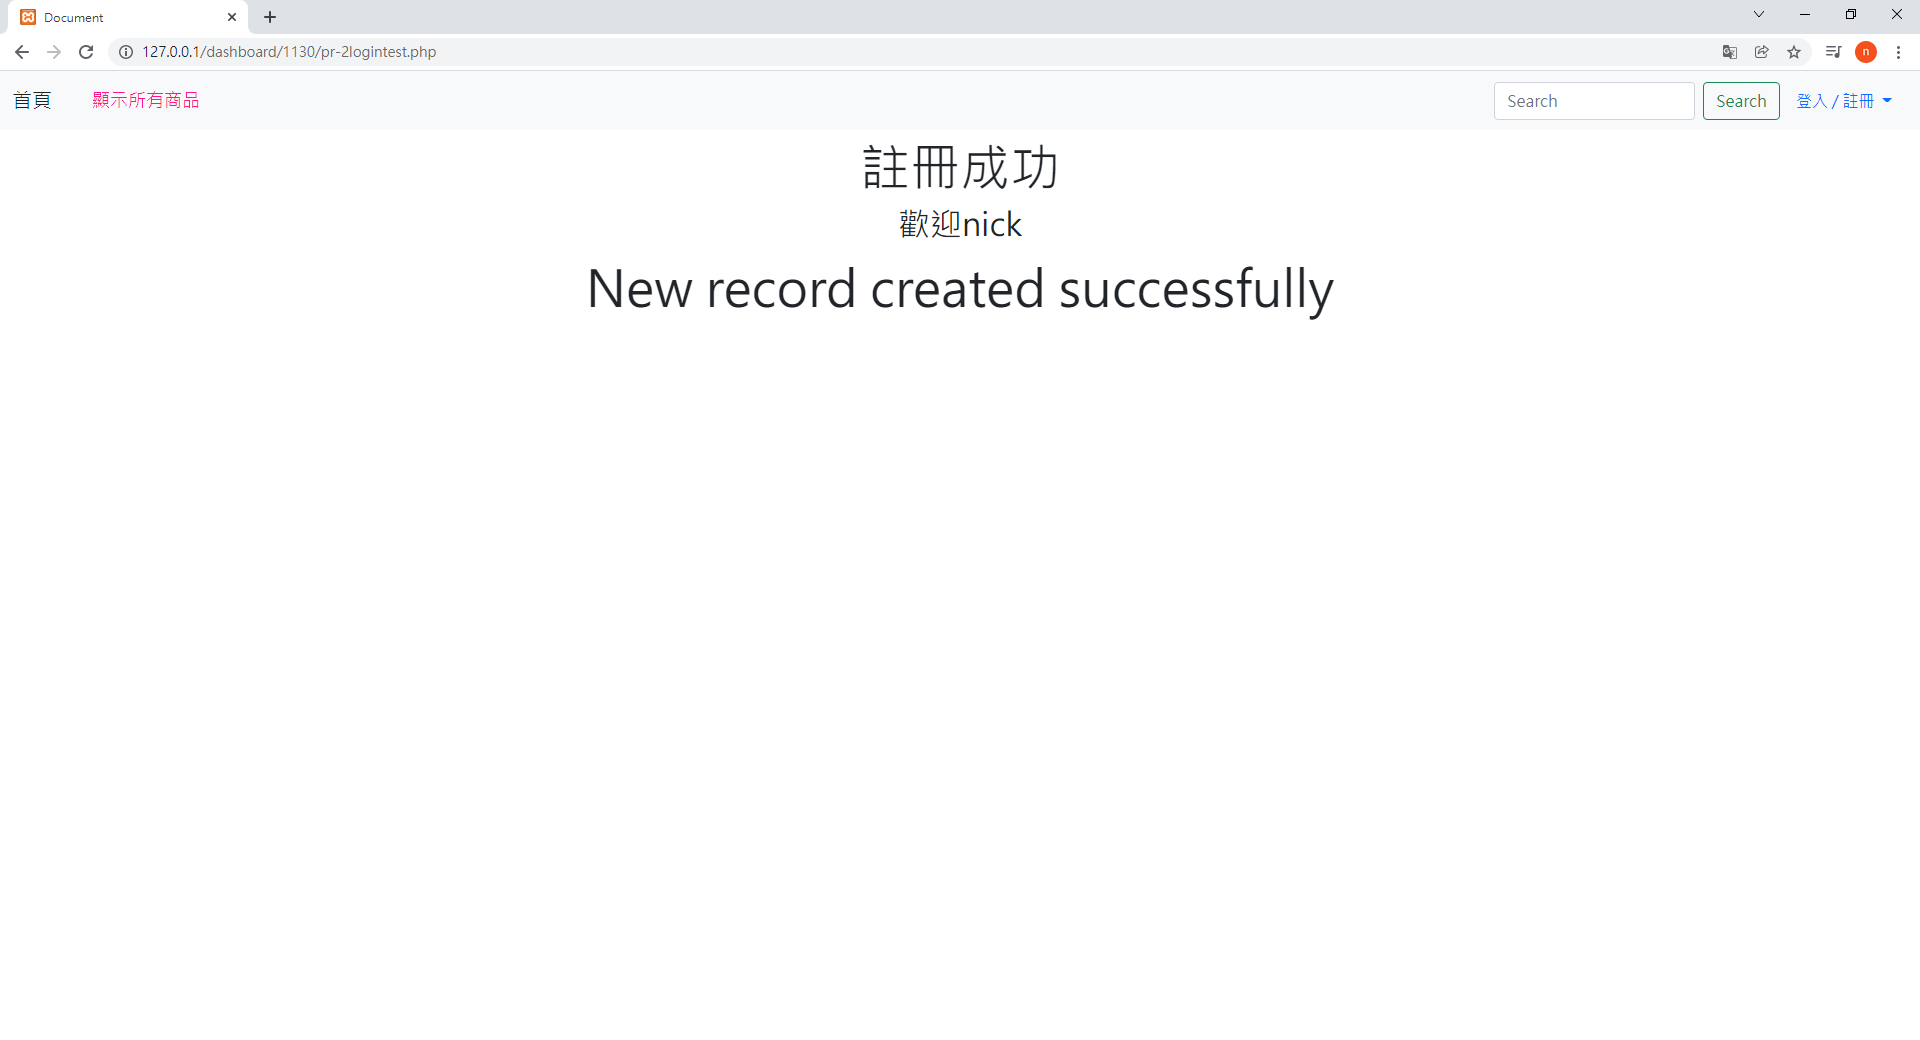 Document
127.0.0.1/dashboard/1130/pr-2logintest.php
n
首頁 顯示所有商品 Search Search 登入 / 註冊
註冊成功
歡迎nick
New record created successfully